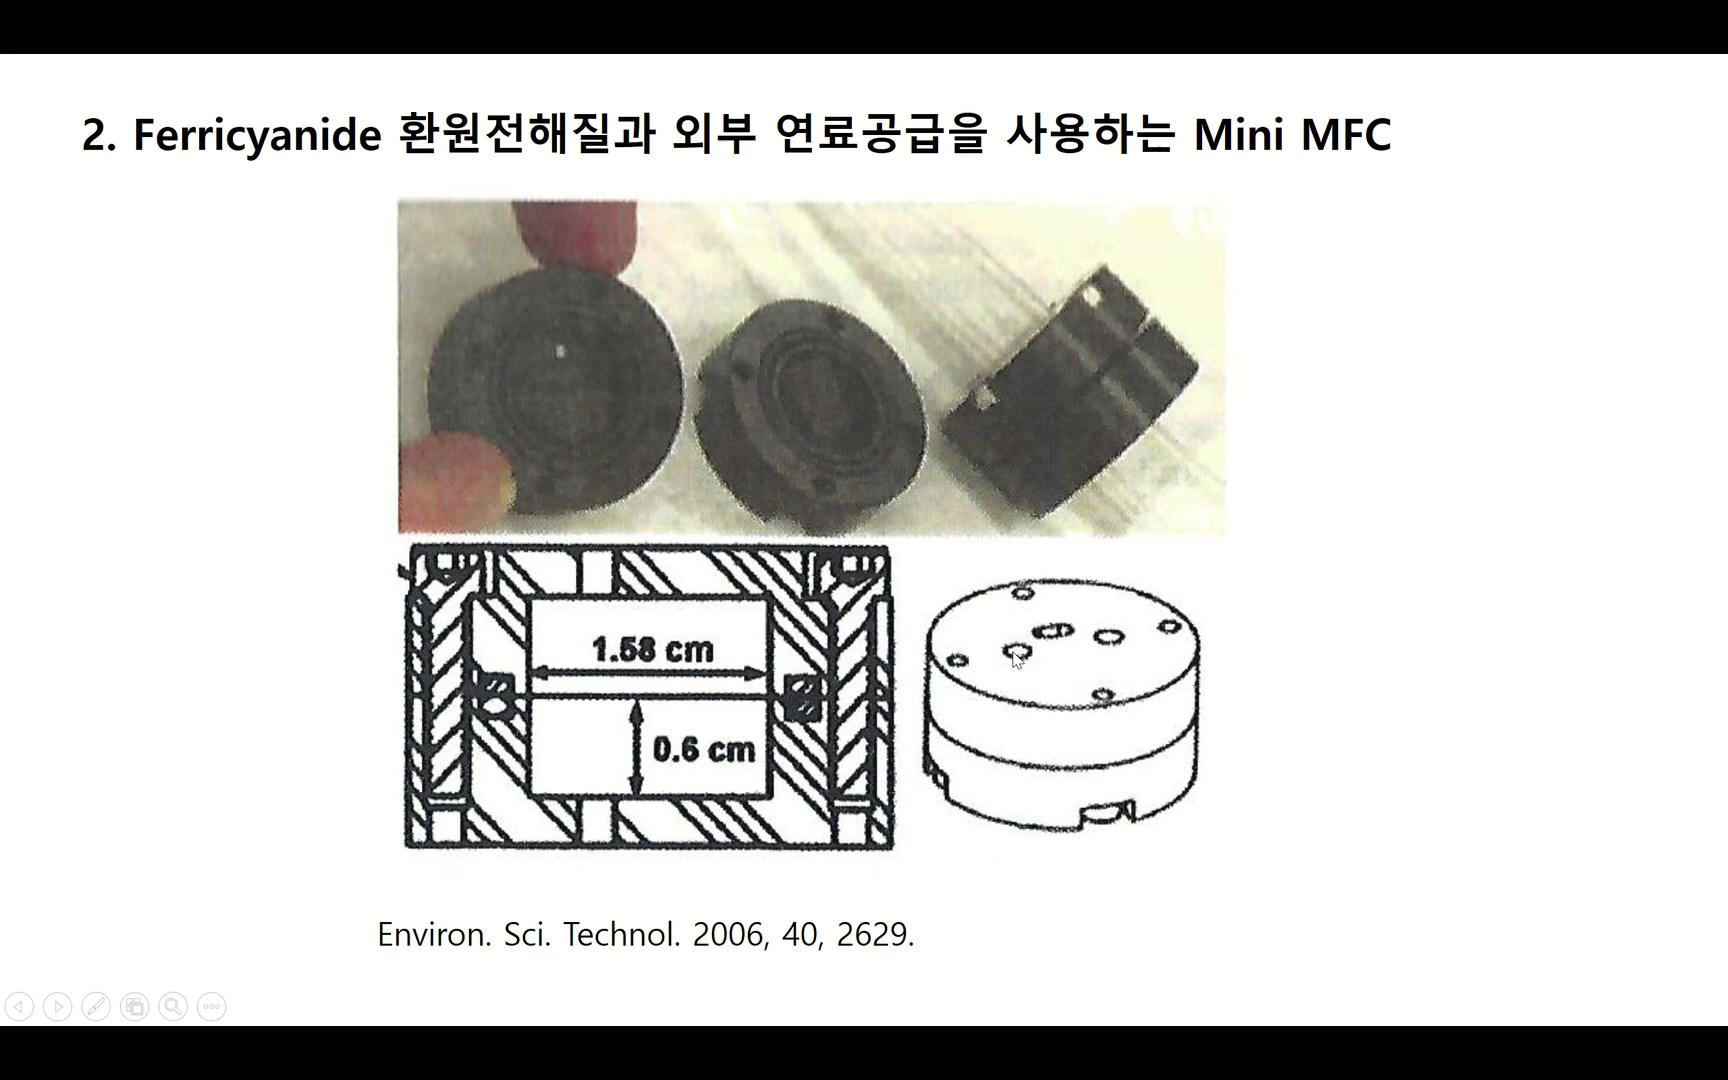 2. Ferricyanide 환원전해질과 외부 연료공급을 사용하는 Mini MFC
1.58 cm
0.6 cm
Environ. Sci. Technol. 2006, 40, 2629.